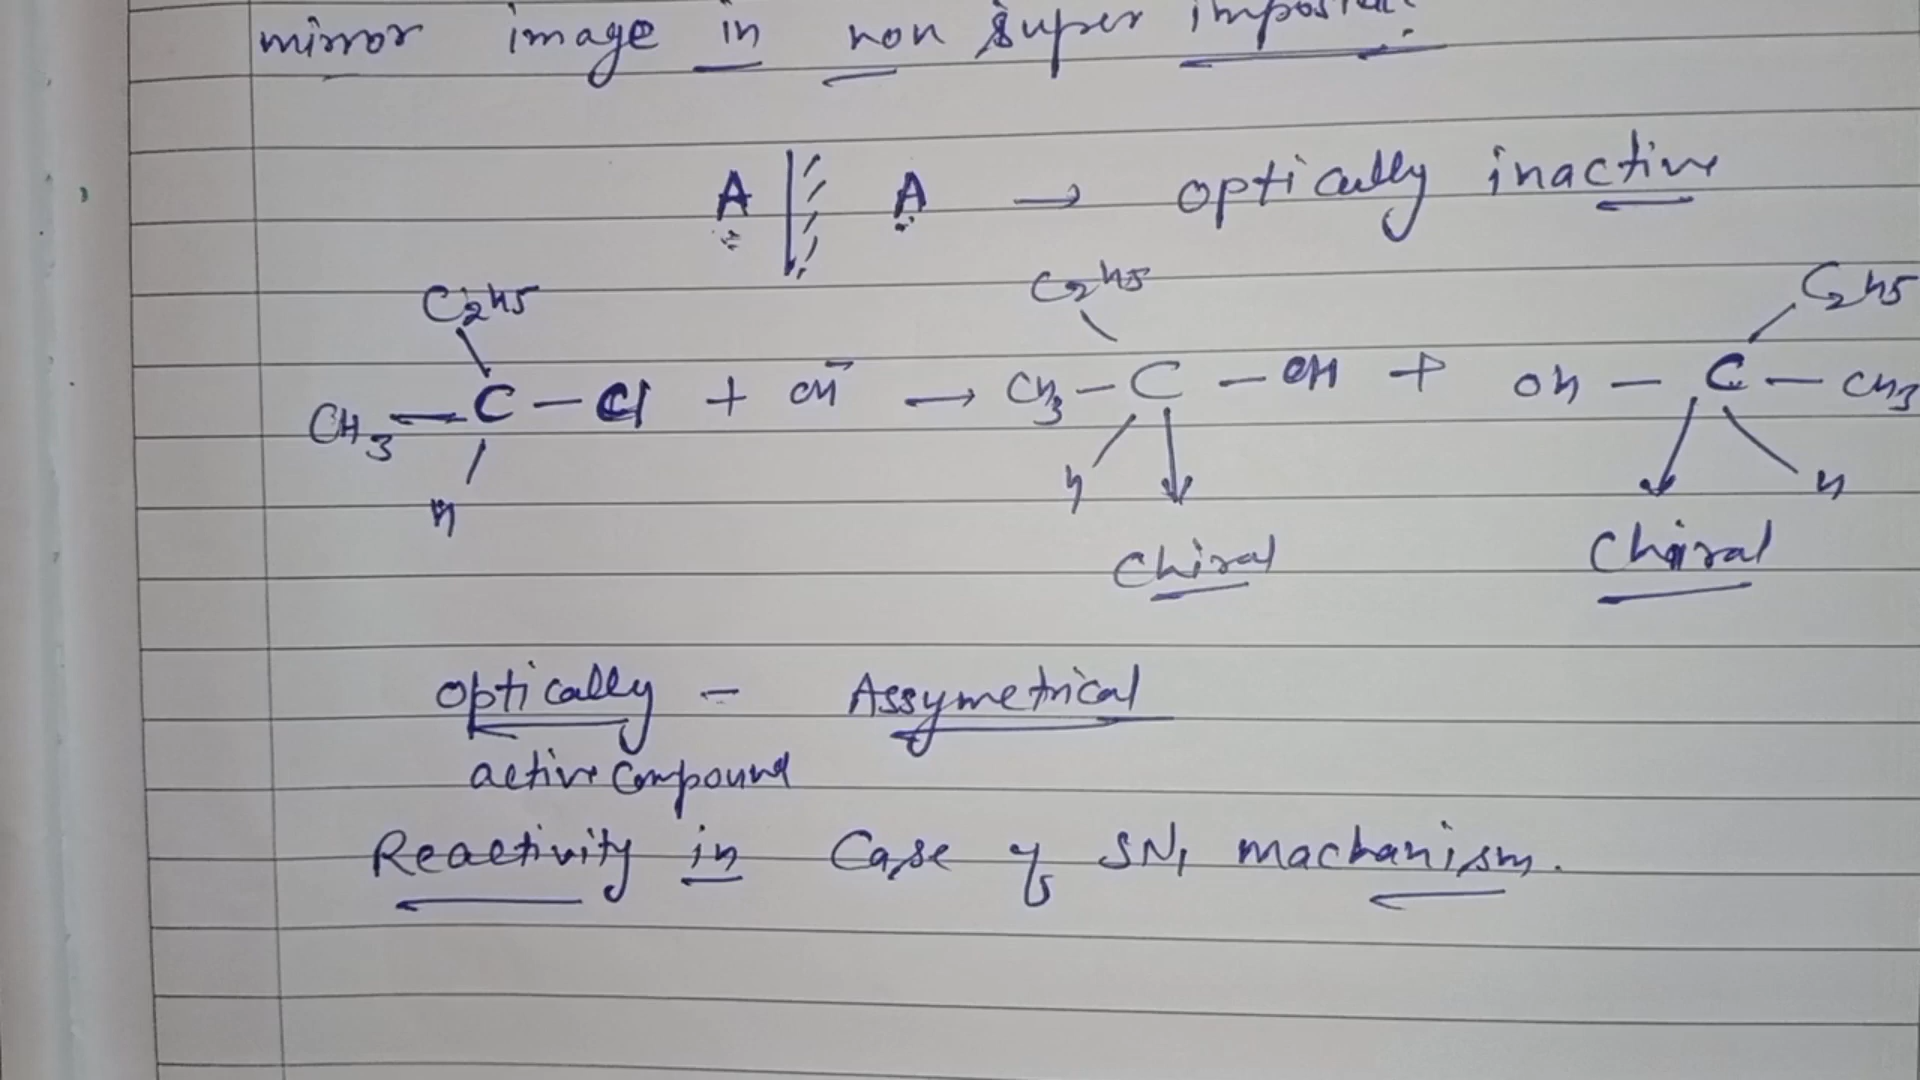 mirror image in non super
A A → optically inactive
C2H5 C2H5 C2H5
CH3 — C — Cl + OH⁻ → CH3 — C — OH + OH — C — CH3
H H H
Chiral Chiral
Optically - Assymetrical
active Compound
Reactivity in Case of SN1 machanism.